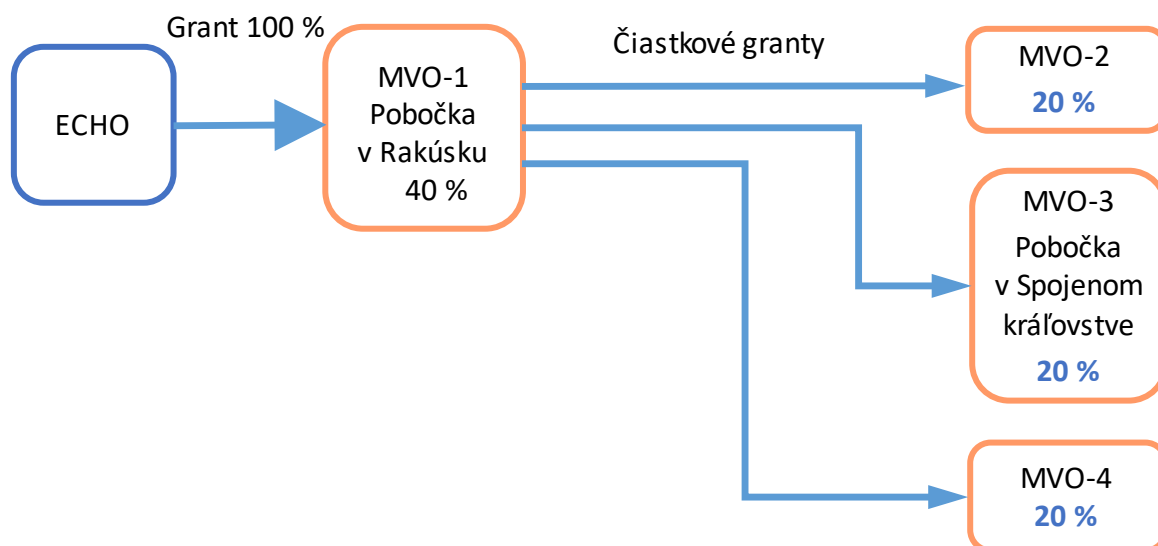 Grant 100 %
ECHO
MVO-1
Pobočka
v Rakúsku
40 %
Čiastkové granty
MVO-2
20 %
MVO-3
Pobočka
v Spojenom
kráľovstve
20 %
MVO-4
20 %